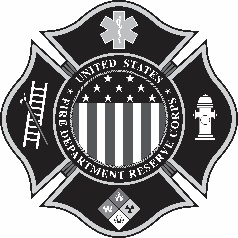 UNITED STATES
FIRE DEPARTMENT RESERVE CORPS
W